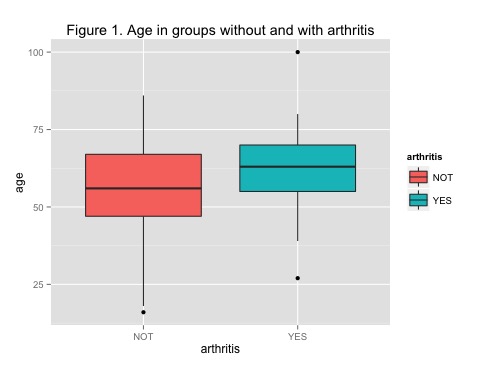 Figure 1. Age in groups without and with arthritis
100
75
50
25
age
NOT
YES
arthritis
arthritis
NOT
YES